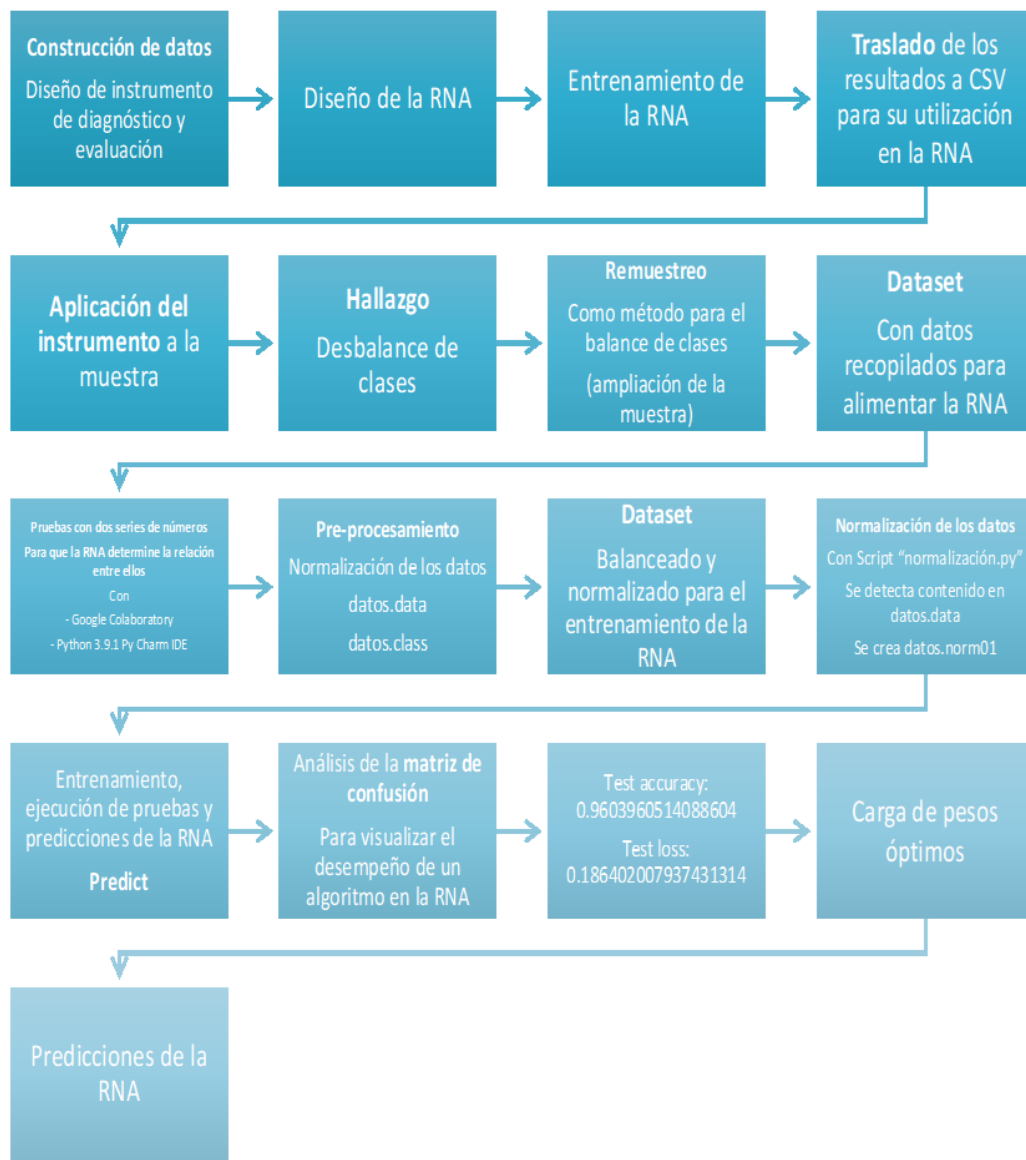 Construcción de datos
Diseño de instrumento
de diagnóstico y
evaluación
Diseño de la RNA
Entrenamiento de
la RNA
Traslado de los
resultados a CSV
para su utilización
en la RNA
Aplicación del
instrumento a la
muestra
Hallazgo
Desbalance de
clases
Remuestreo
Como método para el
balance de clases
(ampliación de la
muestra)
Dataset
Con datos
recopilados para
alimentar la RNA
Pruebas con dos series de números
Para que la RNA determine la relación
entre ellos
Con
- Google Colaboratory
- Python 3.9.1 Py Charm IDE
Pre-procesamiento
Normalización de los datos
datos.data
datos.class
Dataset
Balanceado y
normalizado para el
entrenamiento de la
RNA
Normalización de los datos
Con Script “normalización.py”
Se detecta contenido en
datos.data
Se crea datos.norm01
Entrenamiento,
ejecución de pruebas y
predicciones de la RNA
Predict
Análisis de la matriz de
confusión
Para visualizar el
desempeño de un
algoritmo en la RNA
Test accuracy:
0.9603960514088604
Test loss:
0.186402007937431314
Carga de pesos
óptimos
Predicciones de la
RNA